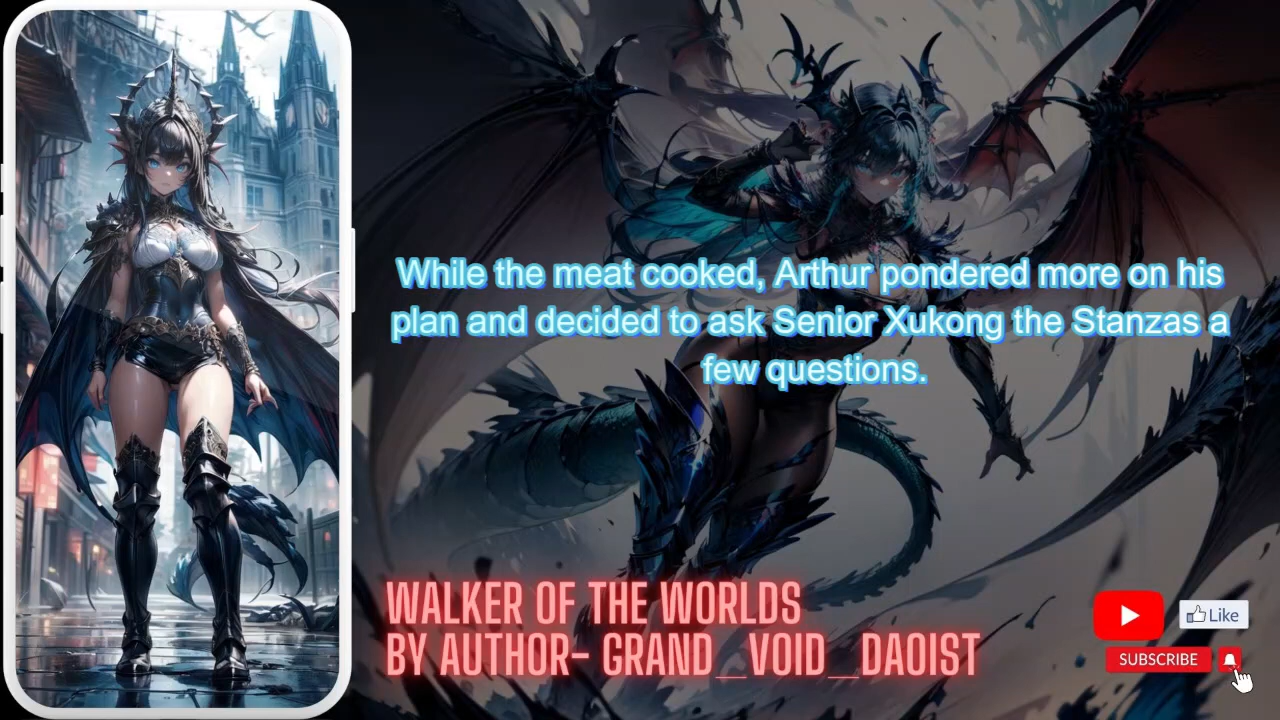 While the meat cooked, Arthur pondered more on his
plan and decided to ask Senior Xukong the Stanzas a
few questions.
WALKER OF THE WORLDS
BY AUTHOR- GRAND_VOID_DAOIST
Like
SUBSCRIBE